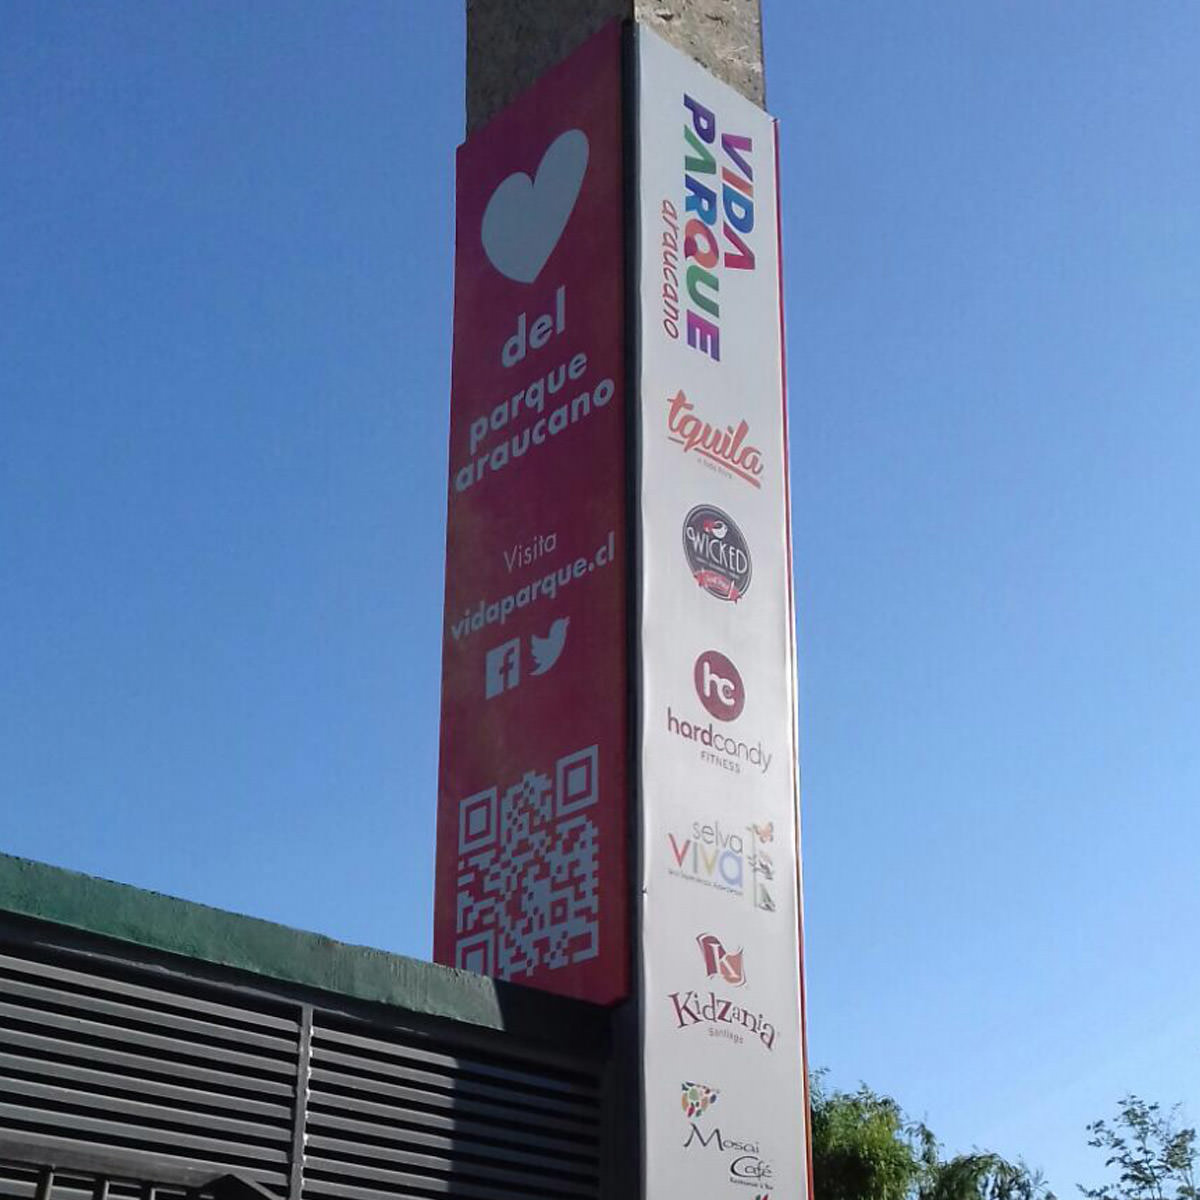 del
parque
araucano
Visita
vidaparque.cl
f
VIDA
PARQUE
araucano
tquila
WICKED
hc
hardcandy
FITNESS
selva
viva
K
KidZania
Santiago
Mosai
Café